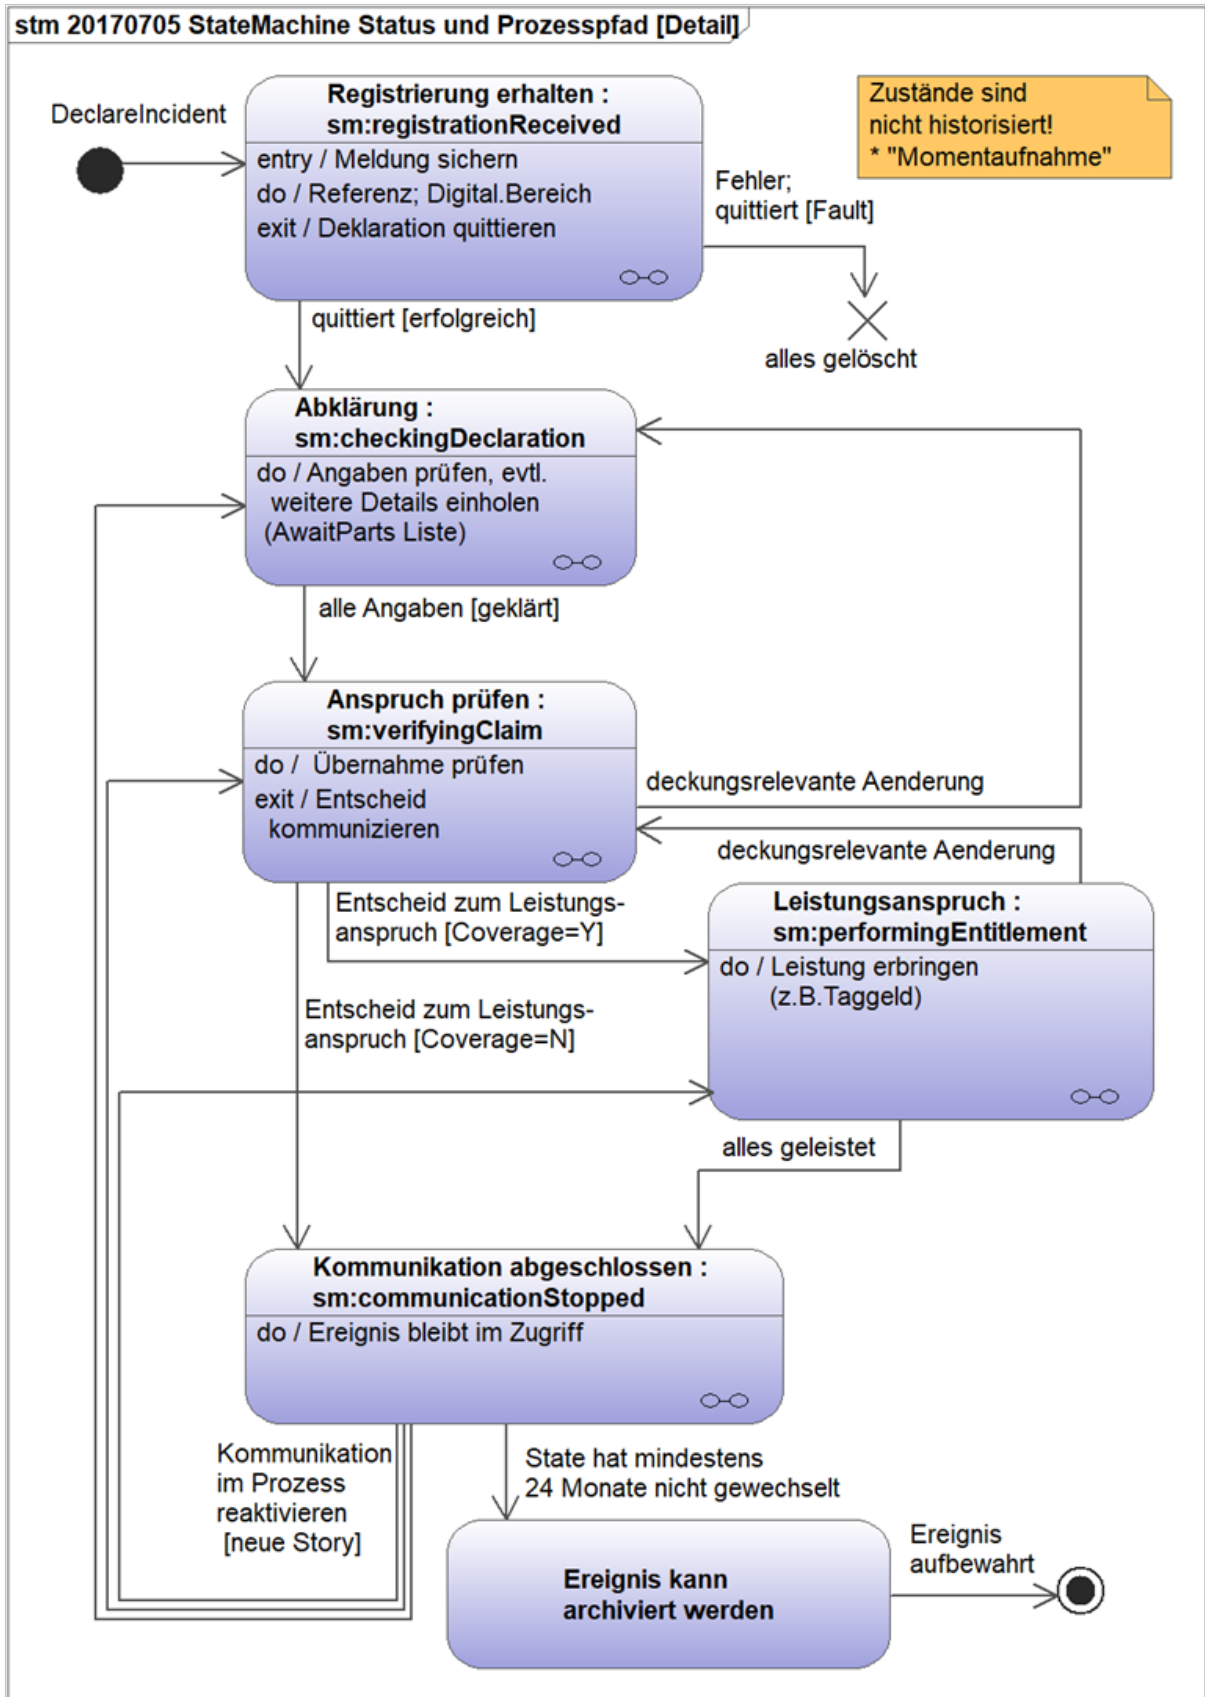 stm 20170705 StateMachine Status und Prozesspfad [Detail]
DeclareIncident
Registrierung erhalten :
sm:registrationReceived
entry / Meldung sichern
do / Referenz; Digital.Bereich
exit / Deklaration quittieren
Zustände sind
nicht historisiert!
* "Momentaufnahme"
Fehler;
quittiert [Fault]
alles gelöscht
quittiert [erfolgreich]
Abklärung :
sm:checkingDeclaration
do / Angaben prüfen, evtl.
weitere Details einholen
(AwaitParts Liste)
alle Angaben [geklärt]
Anspruch prüfen :
sm:verifyingClaim
do / Übernahme prüfen
exit / Entscheid
kommunizieren
deckungsrelevante Aenderung
deckungsrelevante Aenderung
Entscheid zum Leistungs-
anspruch [Coverage=Y]
Leistungsanspruch :
sm:performingEntitlement
do / Leistung erbringen
(z.B.Taggeld)
Entscheid zum Leistungs-
anspruch [Coverage=N]
alles geleistet
Kommunikation abgeschlossen :
sm:communicationStopped
do / Ereignis bleibt im Zugriff
Kommunikation
im Prozess
reaktivieren
[neue Story]
State hat mindestens
24 Monate nicht gewechselt
Ereignis kann
archiviert werden
Ereignis
aufbewahrt